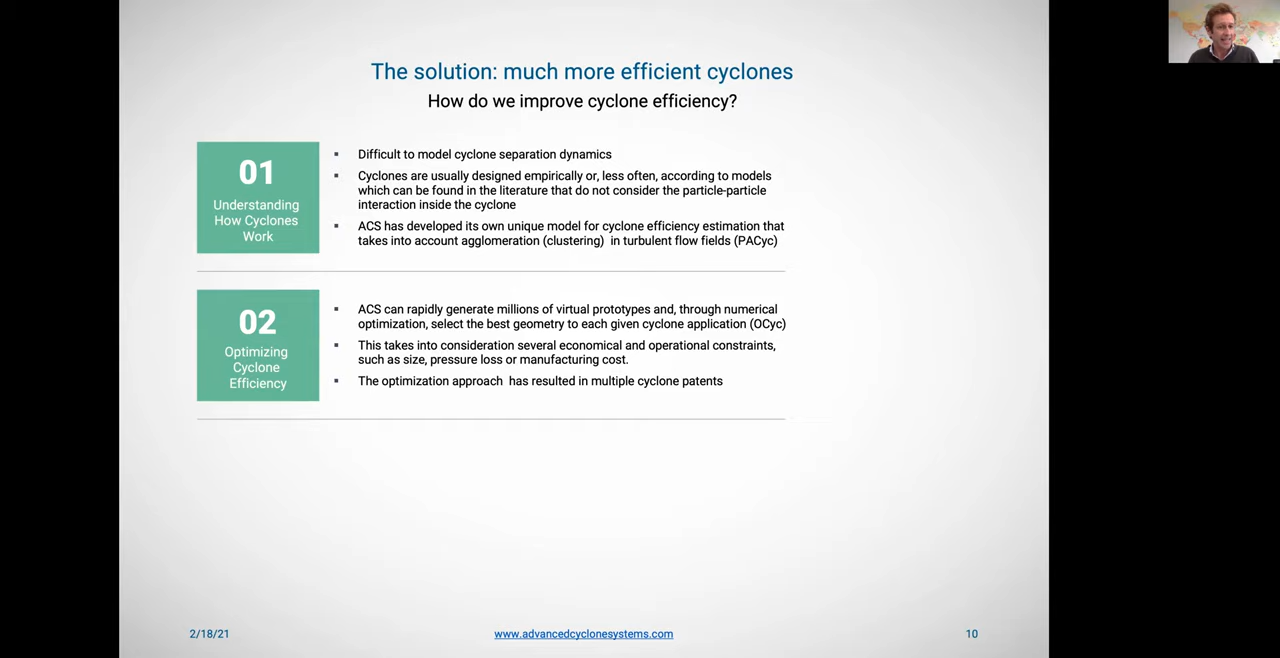 The solution: much more efficient cyclones
How do we improve cyclone efficiency?
01
Understanding
How Cyclones
Work
▪ Difficult to model cyclone separation dynamics
▪ Cyclones are usually designed empirically or, less often, according to models
which can be found in the literature that do not consider the particle-particle
interaction inside the cyclone
▪ ACS has developed its own unique model for cyclone efficiency estimation that
takes into account agglomeration (clustering) in turbulent flow fields (PACyc)
02
Optimizing
Cyclone
Efficiency
▪ ACS can rapidly generate millions of virtual prototypes and, through numerical
optimization, select the best geometry to each given cyclone application (OCyc)
▪ This takes into consideration several economical and operational constraints,
such as size, pressure loss or manufacturing cost.
▪ The optimization approach has resulted in multiple cyclone patents
2/18/21
www.advancedcyclonesystems.com
10